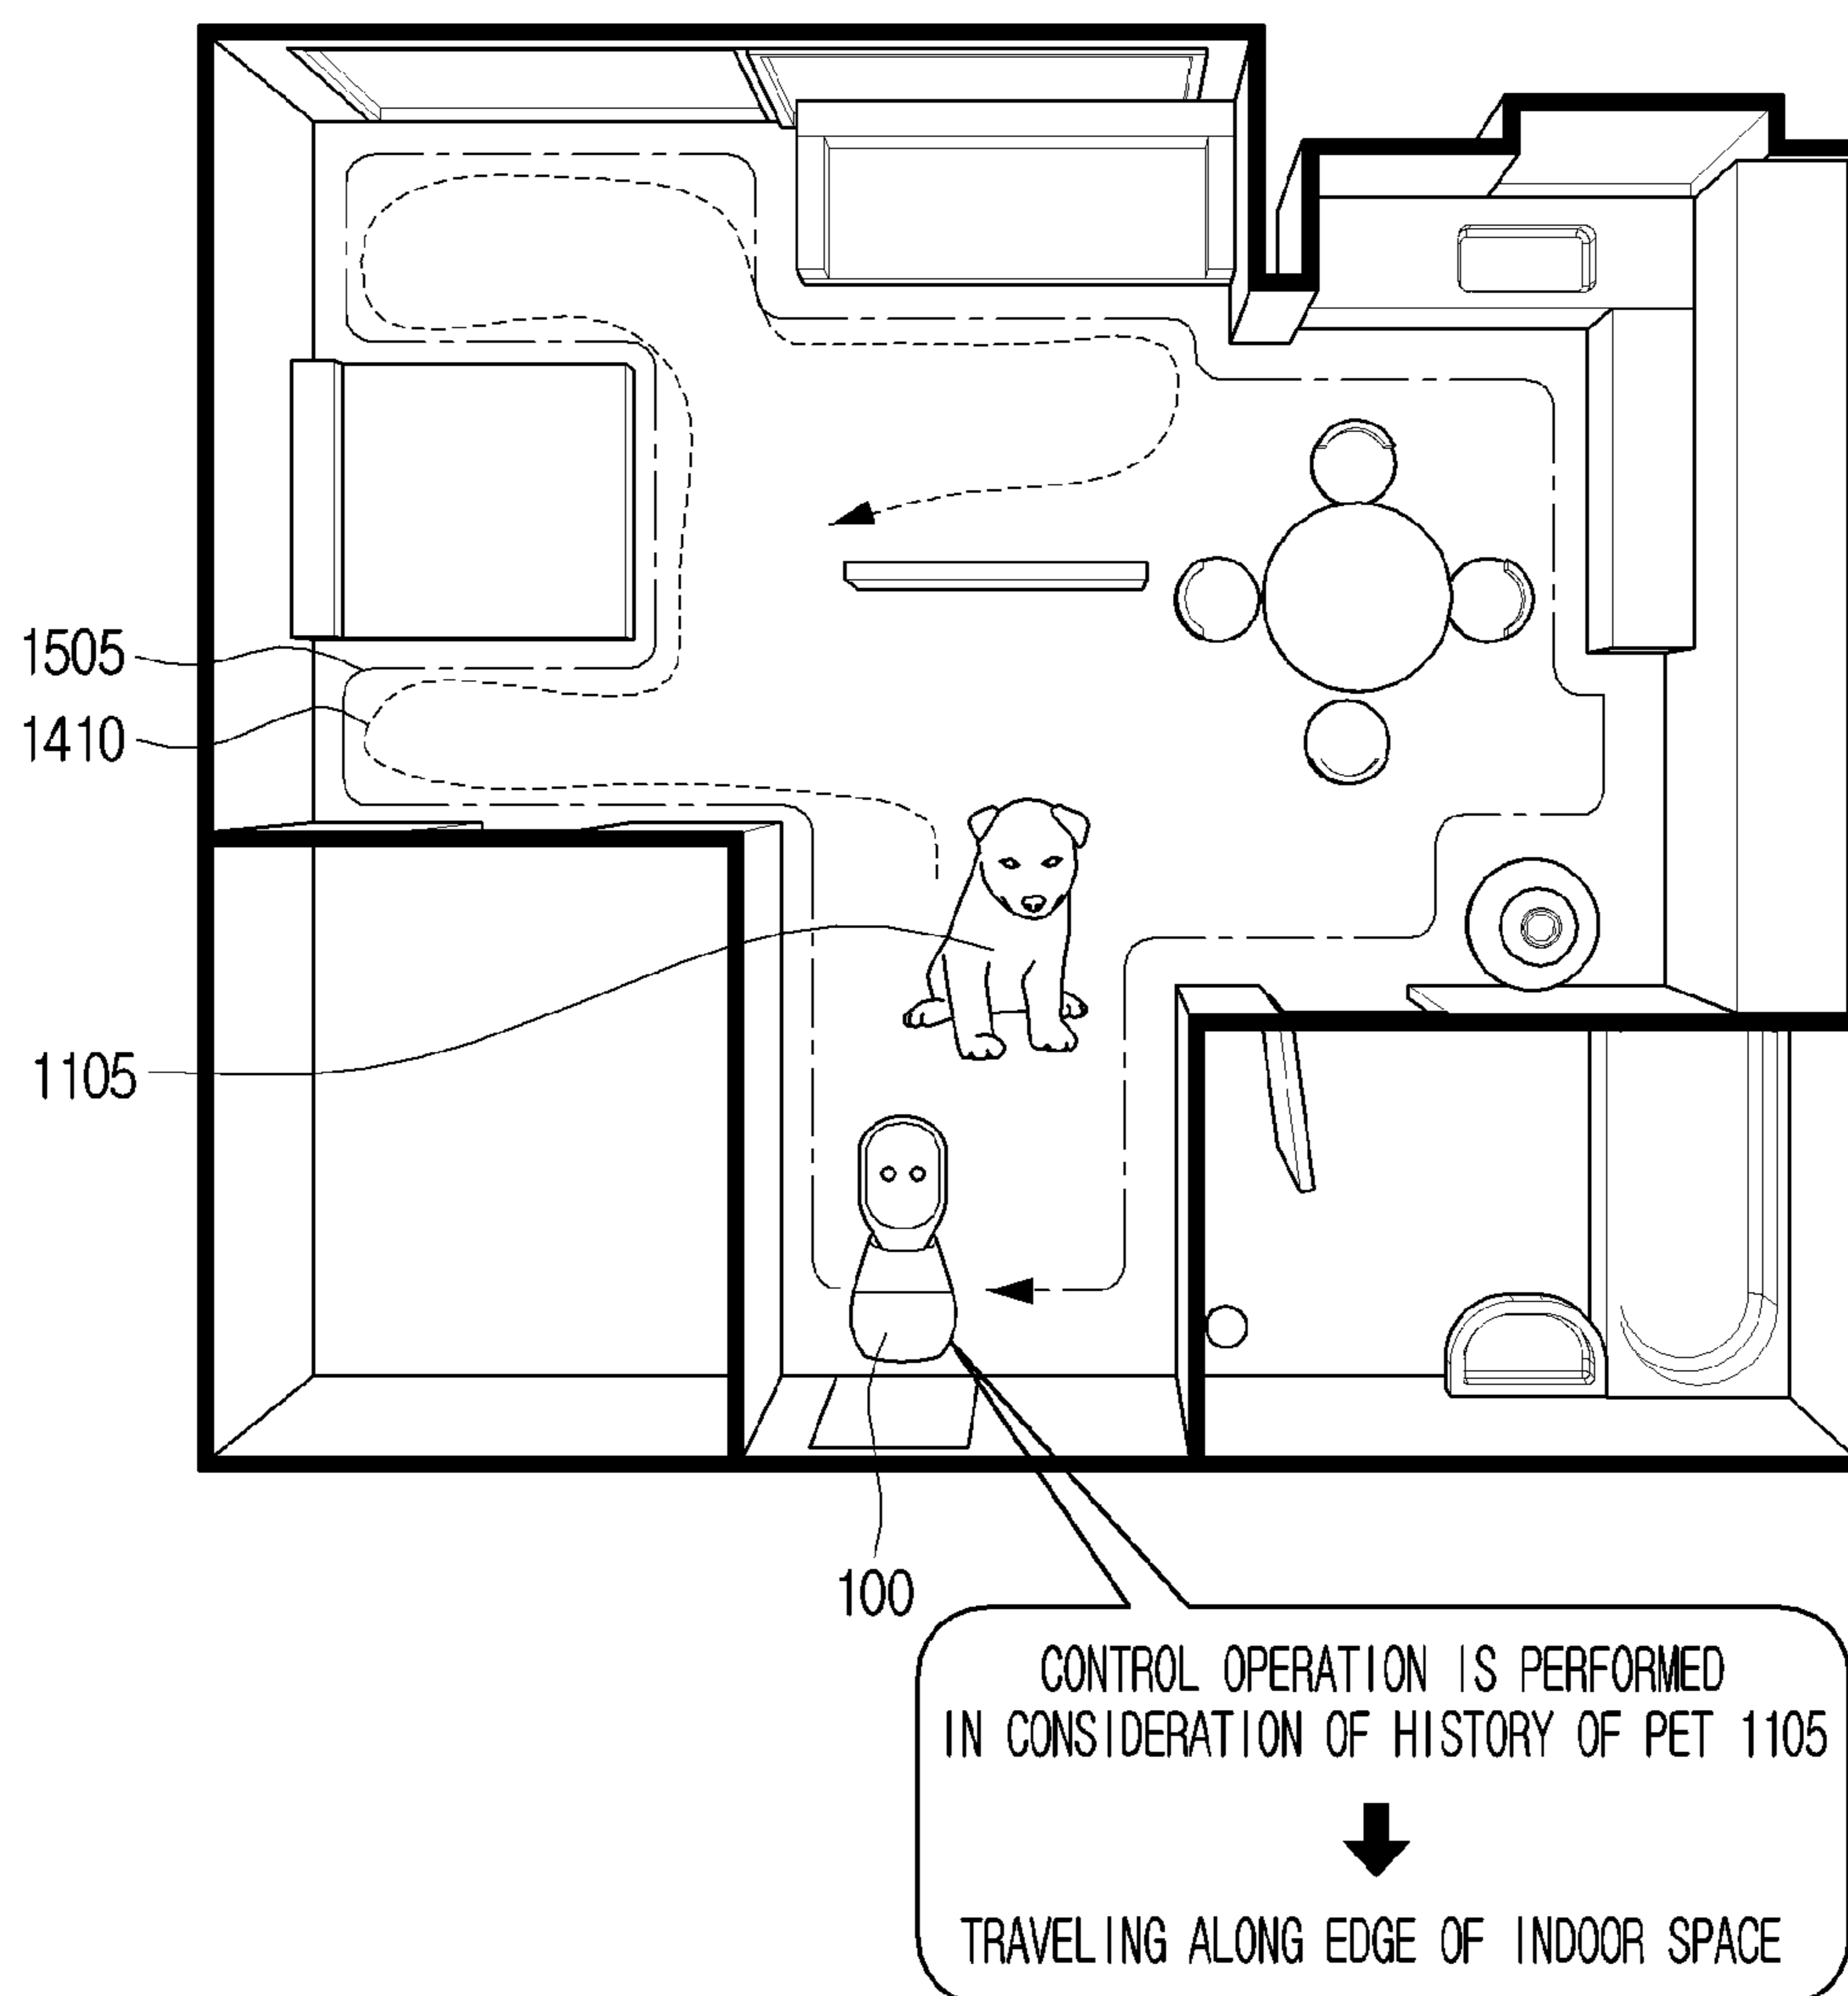 1505
1410
1105
100
CONTROL OPERATION IS PERFORMED
IN CONSIDERATION OF HISTORY OF PET 1105
TRAVELING ALONG EDGE OF INDOOR SPACE